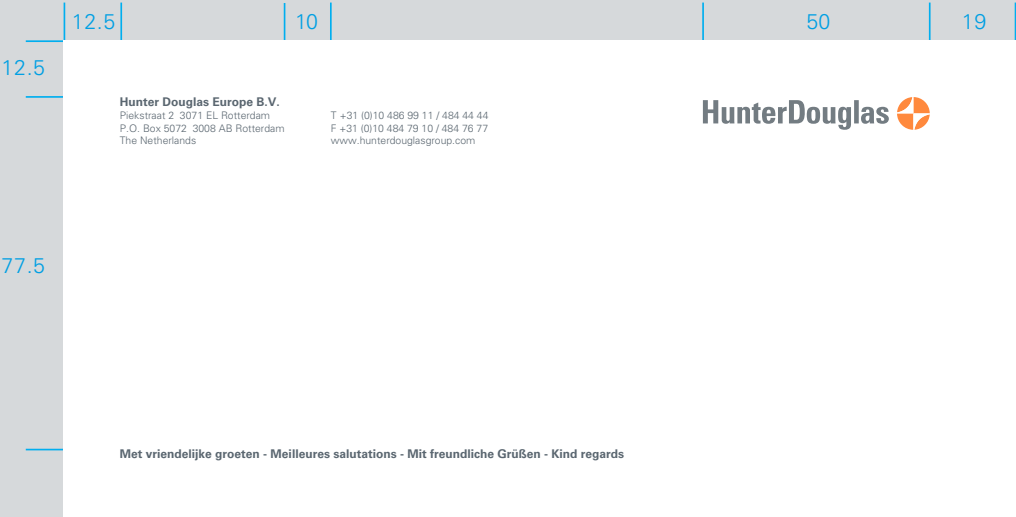 12.5 10 50 19
12.5
Hunter Douglas Europe B.V.
Piekstraat 2 3071 EL Rotterdam
P.O. Box 5072 3008 AB Rotterdam
The Netherlands
T +31 (0)10 486 99 11 / 484 44 44
F +31 (0)10 484 79 10 / 484 76 77
www.hunterdouglasgroup.com
HunterDouglas
77.5
Met vriendelijke groeten - Meilleures salutations - Mit freundliche Grüßen - Kind regards